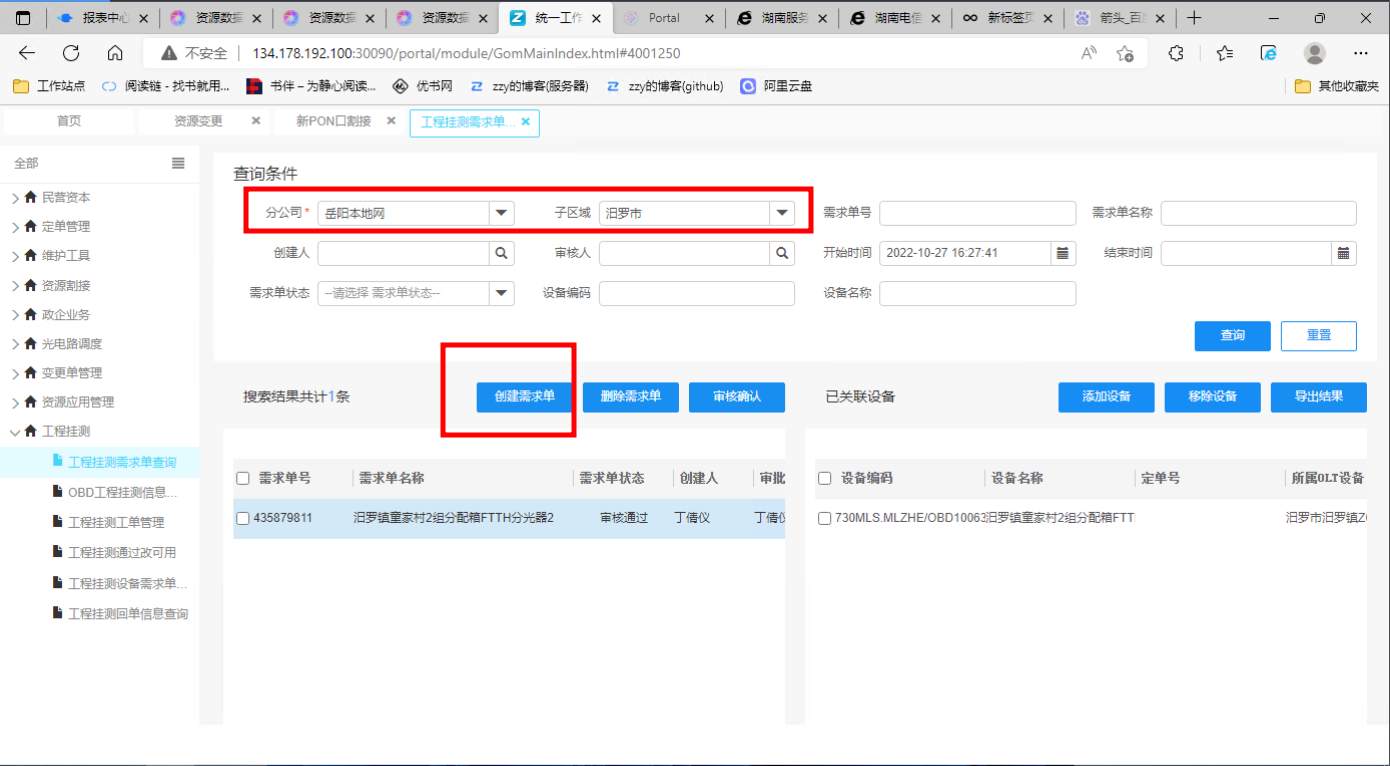 报表中心 资源数据 资源数据 资源数据 统一工作 Portal 湖南服务 湖南电信 新标签页 箭头_百度
不安全 134.178.192.100:30090/portal/module/GomMainIndex.html#4001250
工作站点 阅读链 - 找书就用... 书伴 – 为静心阅读... 优书网 zzy的博客(服务器) zzy的博客(github) 阿里云盘 其他收藏夹
首页 资源变更 新PON口割接 工程挂测需求单...
全部
民营资本
定单管理
维护工具
资源割接
政企业务
光电路调度
变更单管理
资源应用管理
工程挂测
工程挂测需求单查询
OBD工程挂测信息...
工程挂测工单管理
工程挂测通过改可用
工程挂测设备需求单...
工程挂测回单信息查询
查询条件
分公司* 岳阳本地网 子区域 汨罗市 需求单号 需求单名称
创建人 审核人 开始时间 2022-10-27 16:27:41 结束时间
需求单状态 --请选择 需求单状态-- 设备编码 设备名称
查询 重置
搜索结果共计1条 创建需求单 删除需求单 审核确认
需求单号 需求单名称 需求单状态 创建人 审批
435879811 汨罗镇童家村2组分配箱FTTH分光器2 审核通过 丁倩仪 丁倩仪
已关联设备 添加设备 移除设备 导出结果
设备编码 设备名称 定单号 所属OLT设备
730MLS.MLZHE/OBD10063 汨罗镇童家村2组分配箱FTT 汨罗市汨罗镇Z